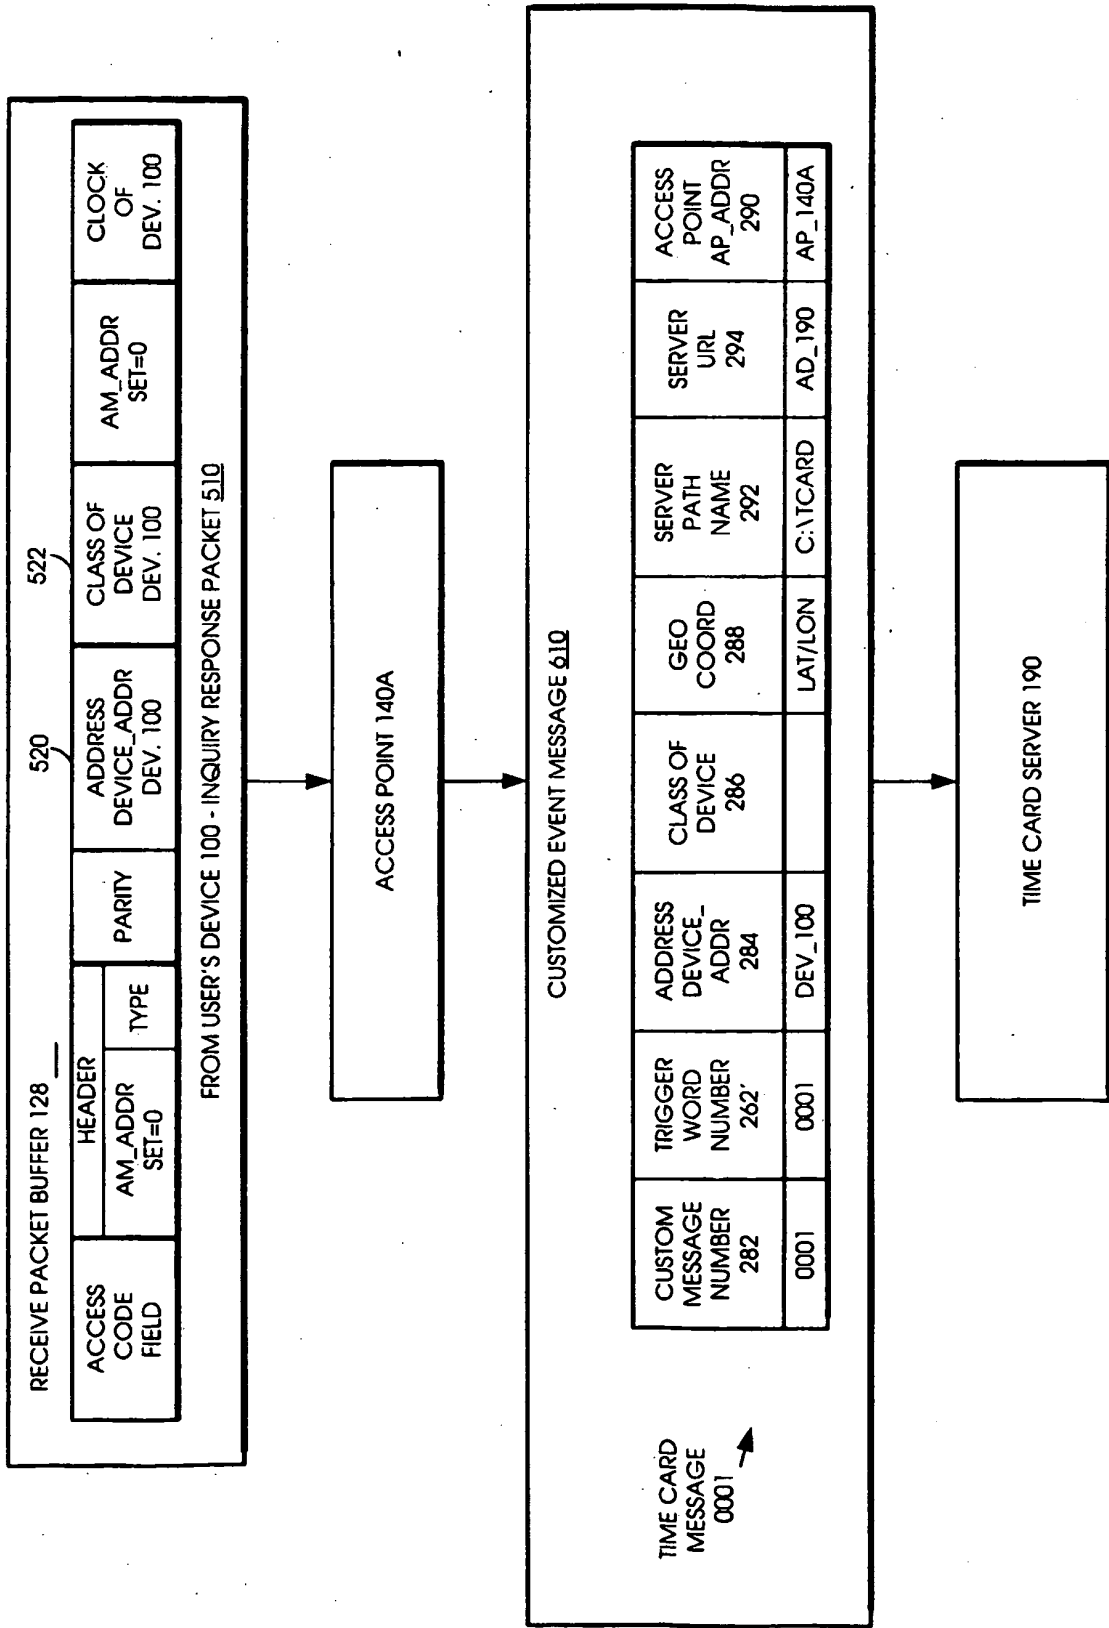 RECEIVE PACKET BUFFER 128
520
522
ACCESS
CODE
FIELD
HEADER
AM_ADDR
SET=0
TYPE
PARITY
ADDRESS
DEVICE_ADDR
DEV. 100
CLASS OF
DEVICE
DEV. 100
AM_ADDR
SET=0
CLOCK
OF
DEV. 100
FROM USER'S DEVICE 100 - INQUIRY RESPONSE PACKET 510
ACCESS POINT 140A
CUSTOMIZED EVENT MESSAGE 610
TIME CARD
MESSAGE
0001
CUSTOM
MESSAGE
NUMBER
282
TRIGGER
WORD
NUMBER
262'
ADDRESS
DEVICE_
ADDR
284
CLASS OF
DEVICE
286
GEO
COORD
288
SERVER
PATH
NAME
292
SERVER
URL
294
ACCESS
POINT
AP_ADDR
290
0001
0001
DEV_100
LAT/LON
C:\TCARD
AD_190
AP_140A
TIME CARD SERVER 190